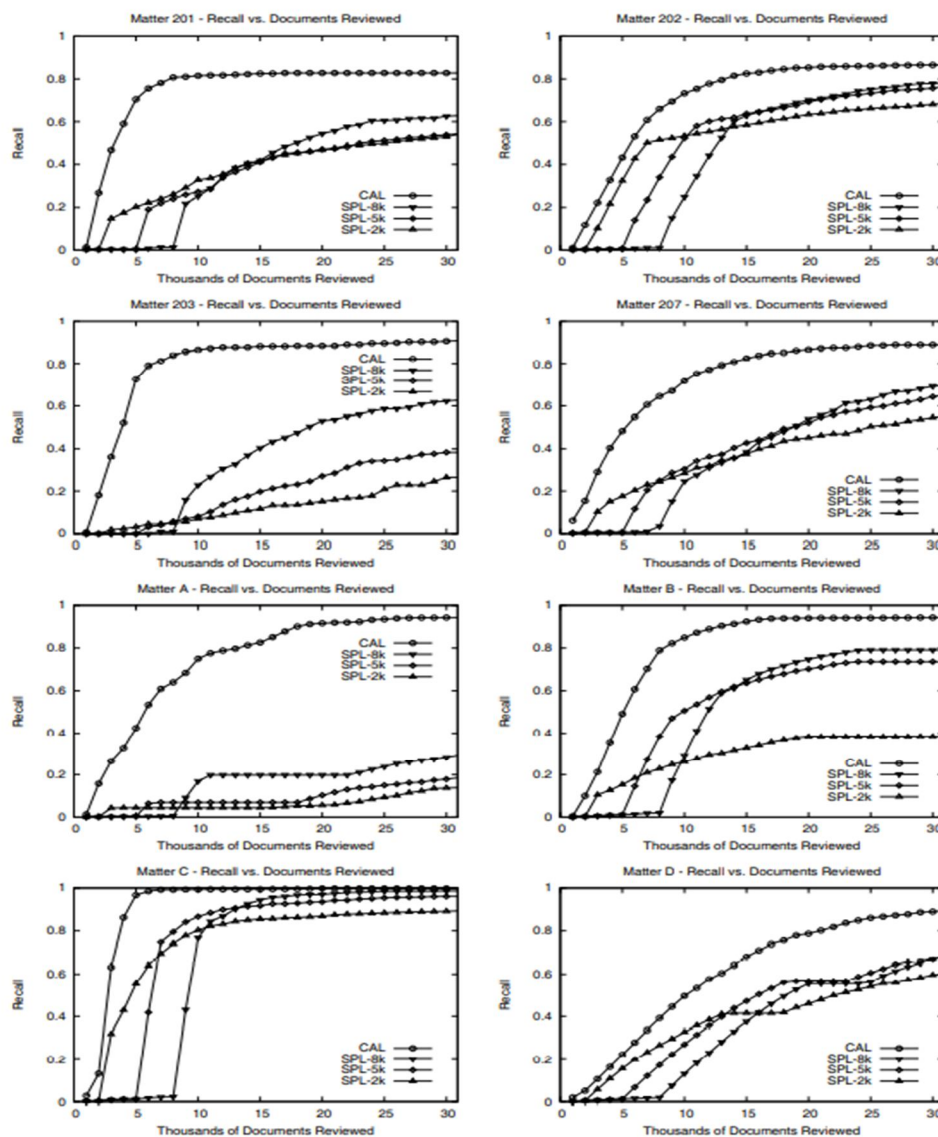 Matter 201 - Recall vs. Documents Reviewed
1
0.8
0.6
0.4
0.2
0
Recall
CAL
SPL-8k
SPL-5k
SPL-2k
0 5 10 15 20 25 30
Thousands of Documents Reviewed
Matter 202 - Recall vs. Documents Reviewed
1
0.8
0.6
0.4
0.2
0
Recall
CAL
SPL-8k
SPL-5k
SPL-2k
0 5 10 15 20 25 30
Thousands of Documents Reviewed
Matter 203 - Recall vs. Documents Reviewed
1
0.8
0.6
0.4
0.2
0
Recall
CAL
SPL-8k
SPL-5k
SPL-2k
0 5 10 15 20 25 30
Thousands of Documents Reviewed
Matter 207 - Recall vs. Documents Reviewed
1
0.8
0.6
0.4
0.2
0
Recall
CAL
SPL-8k
SPL-5k
SPL-2k
0 5 10 15 20 25 30
Thousands of Documents Reviewed
Matter A - Recall vs. Documents Reviewed
1
0.8
0.6
0.4
0.2
0
Recall
CAL
SPL-8k
SPL-5k
SPL-2k
0 5 10 15 20 25 30
Thousands of Documents Reviewed
Matter B - Recall vs. Documents Reviewed
1
0.8
0.6
0.4
0.2
0
Recall
CAL
SPL-8k
SPL-5k
SPL-2k
0 5 10 15 20 25 30
Thousands of Documents Reviewed
Matter C - Recall vs. Documents Reviewed
1
0.8
0.6
0.4
0.2
0
Recall
CAL
SPL-8k
SPL-5k
SPL-2k
0 5 10 15 20 25 30
Thousands of Documents Reviewed
Matter D - Recall vs. Documents Reviewed
1
0.8
0.6
0.4
0.2
0
Recall
CAL
SPL-8k
SPL-5k
SPL-2k
0 5 10 15 20 25 30
Thousands of Documents Reviewed